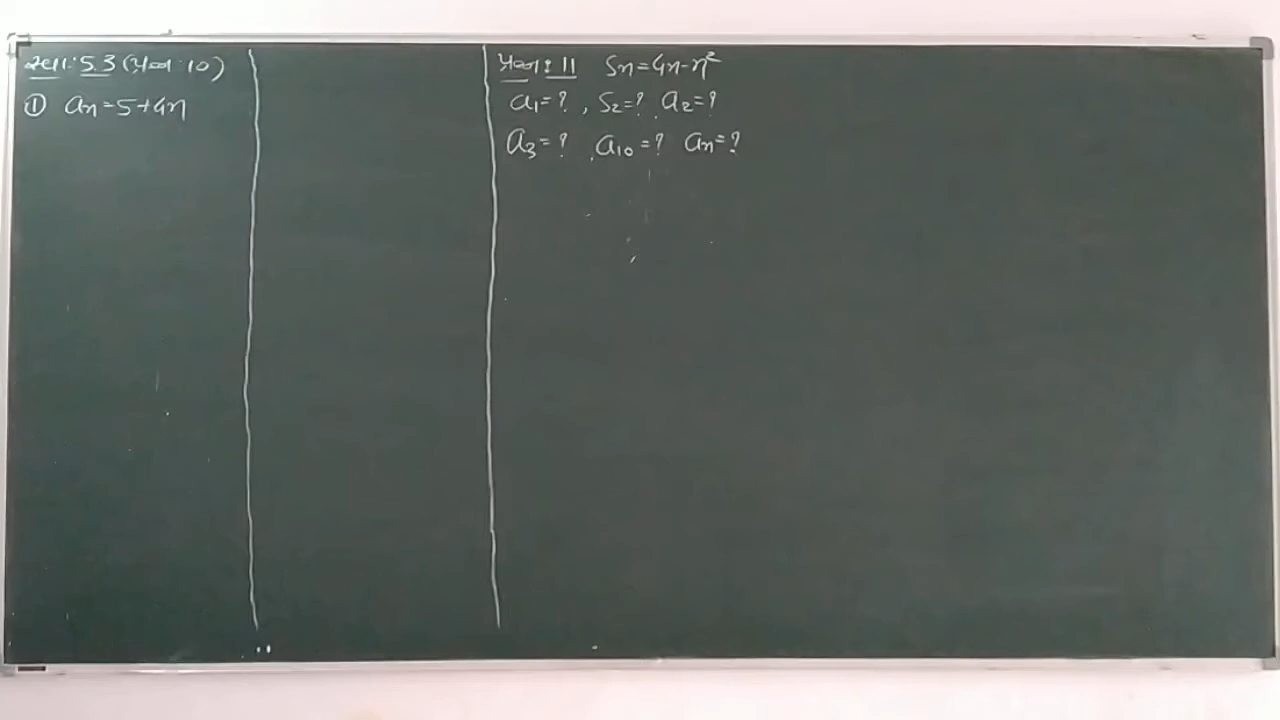 સ્વા. 5.3 (પ્રશ્ન : 10)
① an = 5 + 4n
પ્રશ્ન : 11 Sn = 4n - n²
a₁ = ? , S₂ = ? a₂ = ?
a₃ = ? , a₁₀ = ? an = ?